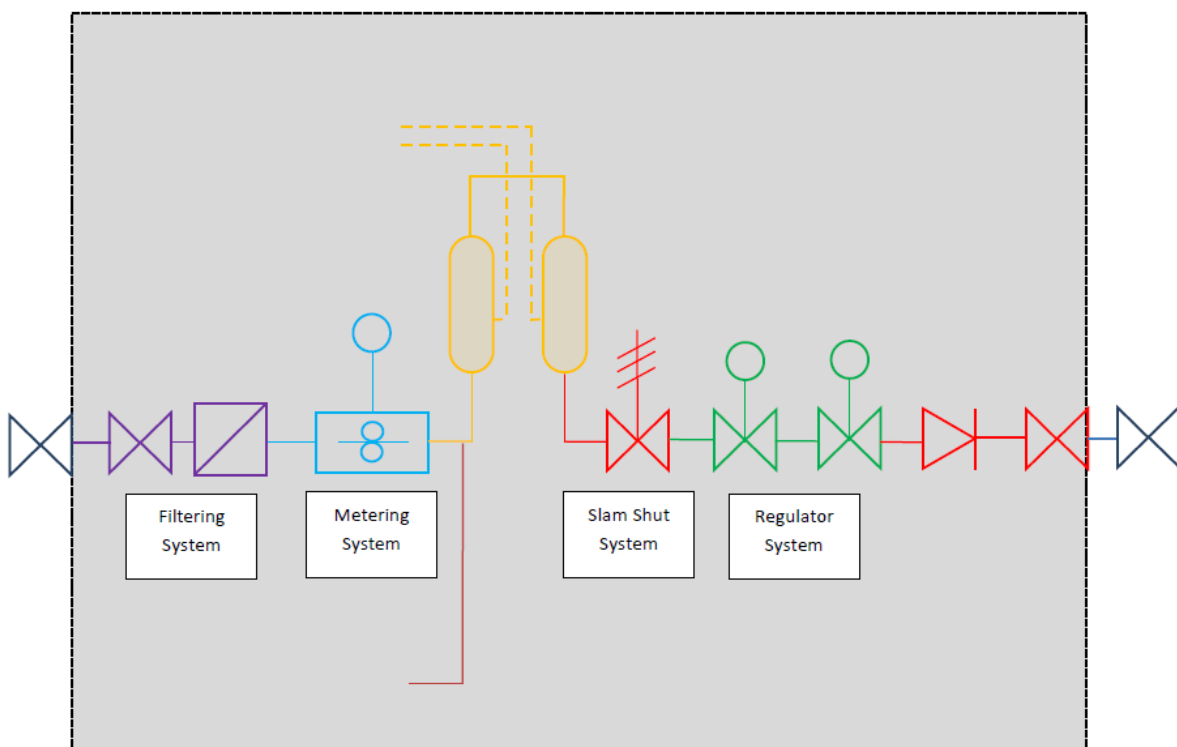 Filtering
System
Metering
System
Slam Shut
System
Regulator
System